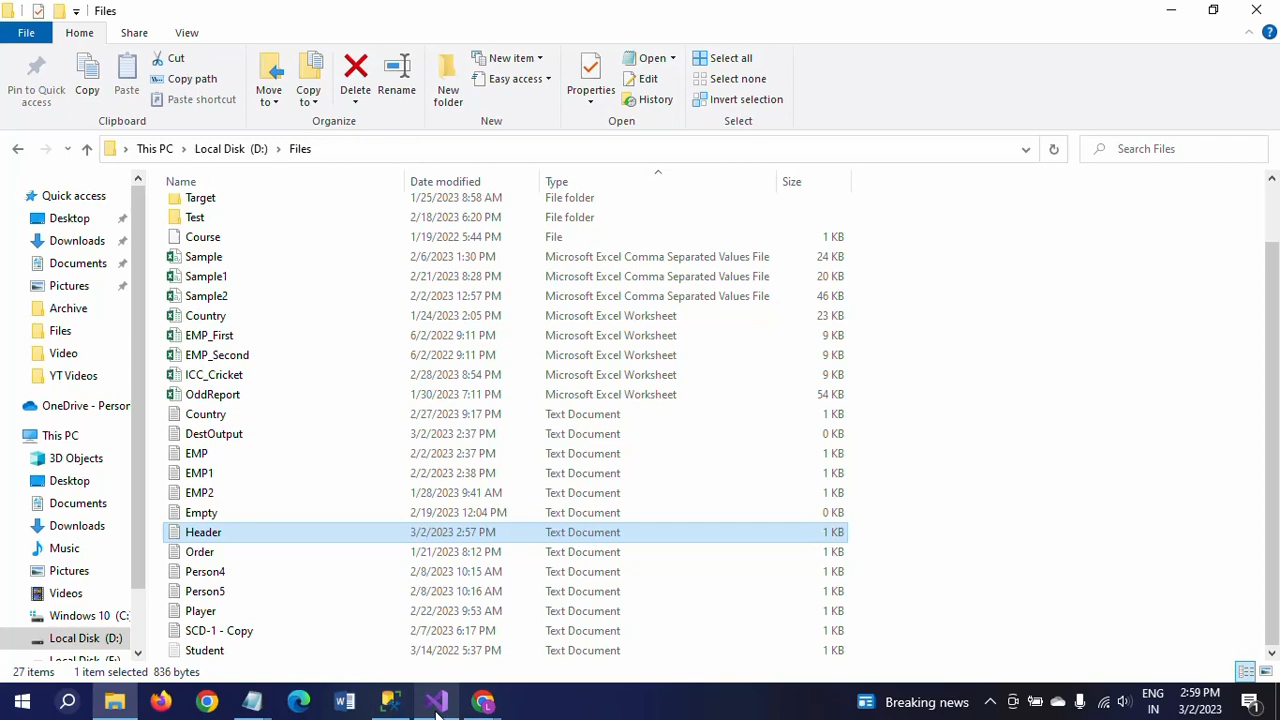 Files
File Home Share View
Pin to Quick access
Copy
Paste
Cut
Copy path
Paste shortcut
Clipboard
Move to
Copy to
Delete
Rename
Organize
New folder
New item
Easy access
New
Properties
Open
Edit
History
Open
Select all
Select none
Invert selection
Select
This PC Local Disk (D:) Files
Search Files
Quick access
Desktop
Downloads
Documents
Pictures
Archive
Files
Video
YT Videos
OneDrive - Person
This PC
3D Objects
Desktop
Documents
Downloads
Music
Pictures
Videos
Windows 10 (C:
Local Disk (D:)
Name Date modified Type Size
Target 1/25/2023 8:58 AM File folder
Test 2/18/2023 6:20 PM File folder
Course 1/19/2022 5:44 PM File 1 KB
Sample 2/6/2023 1:30 PM Microsoft Excel Comma Separated Values File 24 KB
Sample1 2/21/2023 8:28 PM Microsoft Excel Comma Separated Values File 20 KB
Sample2 2/2/2023 12:57 PM Microsoft Excel Comma Separated Values File 46 KB
Country 1/24/2023 2:05 PM Microsoft Excel Worksheet 23 KB
EMP_First 6/2/2022 9:11 PM Microsoft Excel Worksheet 9 KB
EMP_Second 6/2/2022 9:11 PM Microsoft Excel Worksheet 9 KB
ICC_Cricket 2/28/2023 8:54 PM Microsoft Excel Worksheet 9 KB
OddReport 1/30/2023 7:11 PM Microsoft Excel Worksheet 54 KB
Country 2/27/2023 9:17 PM Text Document 1 KB
DestOutput 3/2/2023 2:37 PM Text Document 0 KB
EMP 2/2/2023 2:37 PM Text Document 1 KB
EMP1 2/2/2023 2:38 PM Text Document 1 KB
EMP2 1/28/2023 9:41 AM Text Document 1 KB
Empty 2/19/2023 12:04 PM Text Document 0 KB
Header 3/2/2023 2:57 PM Text Document 1 KB
Order 1/21/2023 8:12 PM Text Document 1 KB
Person4 2/8/2023 10:15 AM Text Document 1 KB
Person5 2/8/2023 10:16 AM Text Document 1 KB
Player 2/22/2023 9:53 AM Text Document 1 KB
SCD-1 - Copy 2/7/2023 6:17 PM Text Document 1 KB
Student 3/14/2022 5:37 PM Text Document 1 KB
27 items 1 item selected 836 bytes
Breaking news
ENG
IN
2:59 PM
3/2/2023
1